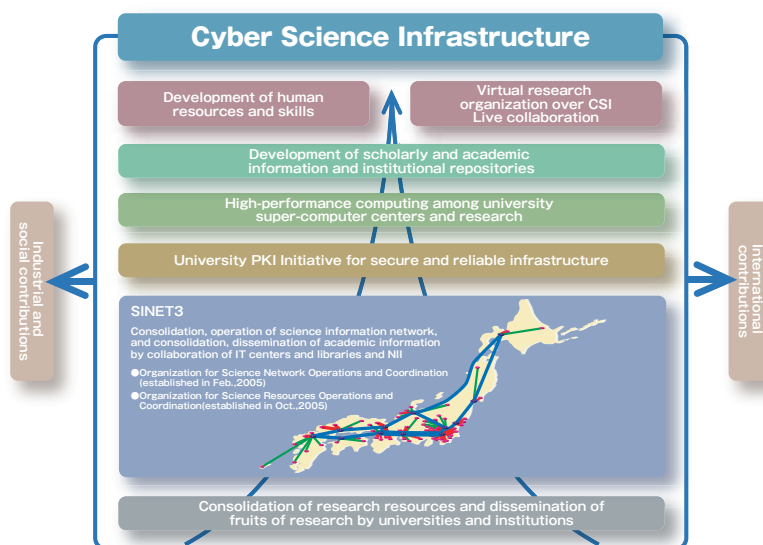 Cyber Science Infrastructure
Development of human
resources and skills
Virtual research
organization over CSI
Live collaboration
Development of scholarly and academic
information and institutional repositories
High-performance computing among university
super-computer centers and research
University PKI Initiative for secure and reliable infrastructure
Industrial and
social contributions
International
contributions
SINET3
Consolidation, operation of science information network,
and consolidation, dissemination of academic information
by collaboration of IT centers and libraries and NII
●Organization for Science Network Operations and Coordination
(established in Feb.,2005)
●Organization for Science Resources Operations and
Coordination(established in Oct.,2005)
Consolidation of research resources and dissemination of
fruits of research by universities and institutions